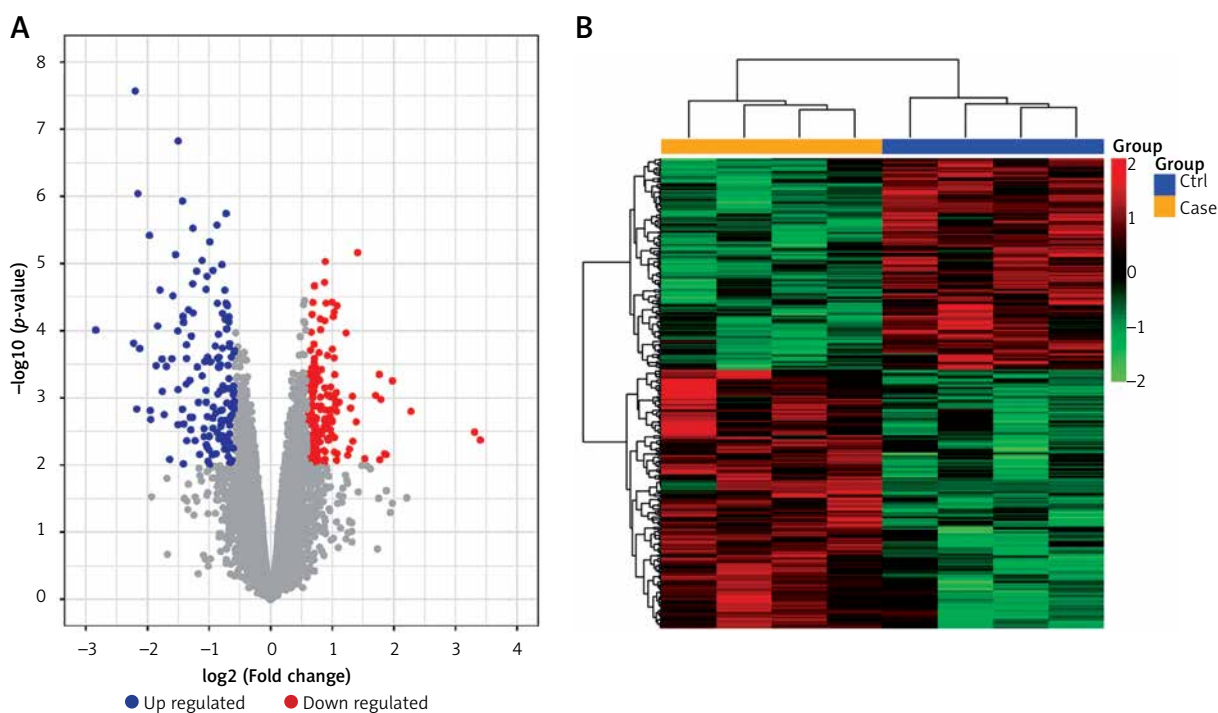 A
8
7
6
5
4
3
2
1
0
–log10 (p-value)
–3 –2 –1 0 1 2 3 4
log2 (Fold change)
Up regulated Down regulated
B
Group
2
1
0
–1
–2
Group
Ctrl
Case